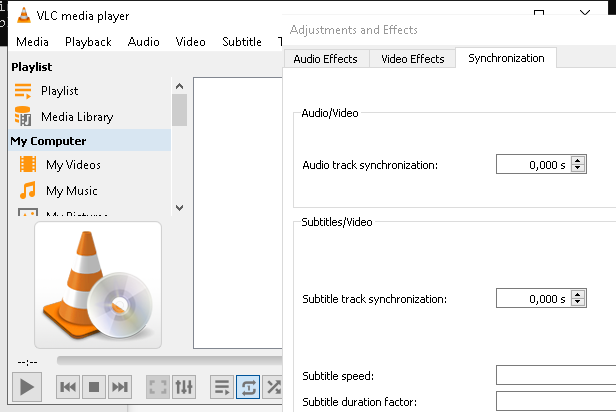 VLC media player
Media Playback Audio Video Subtitle
Playlist
Playlist
Media Library
My Computer
My Videos
My Music
My Pictures
--:--
Adjustments and Effects
Audio Effects Video Effects Synchronization
Audio/Video
Audio track synchronization: 0,000 s
Subtitles/Video
Subtitle track synchronization: 0,000 s
Subtitle speed:
Subtitle duration factor: